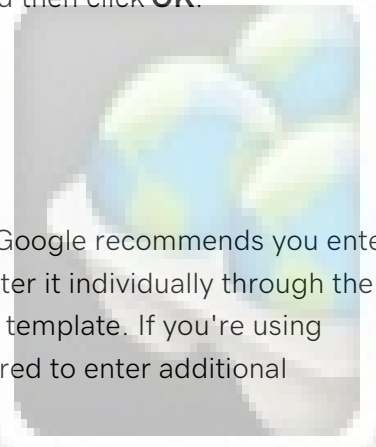 d then click OK.
Google recommends you ente
ter it individually through the
template. If you're using
red to enter additional